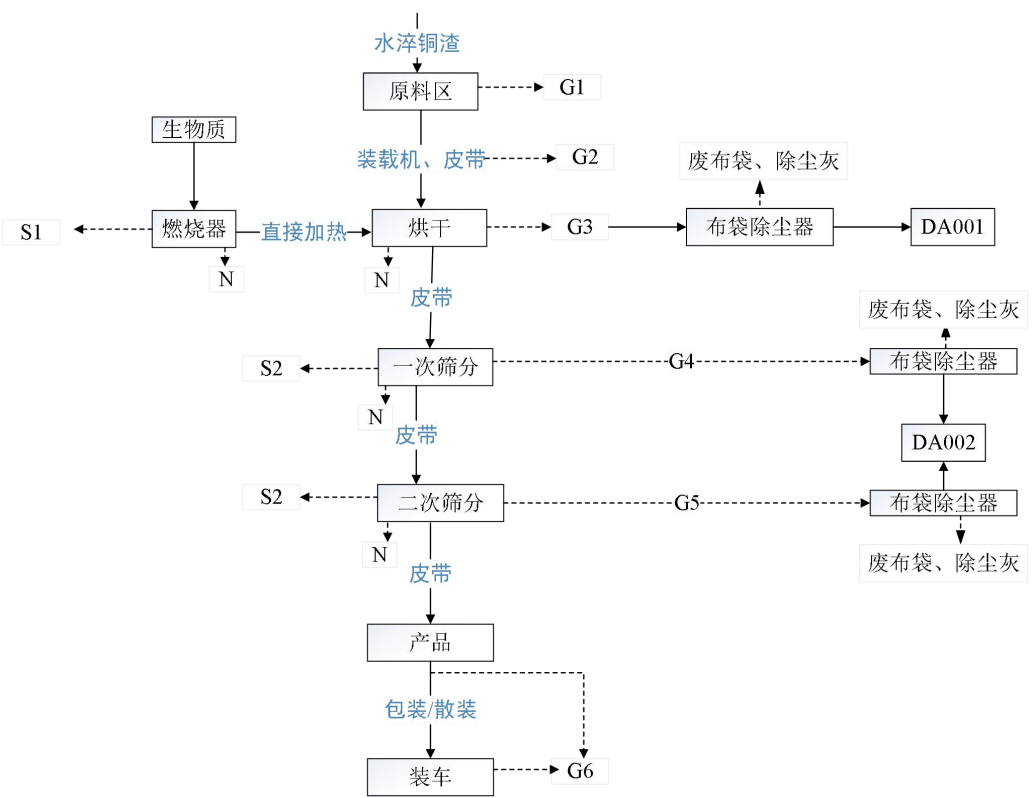 水淬铜渣
原料区
G1
生物质
装载机、皮带
G2
废布袋、除尘灰
S1
燃烧器
直接加热
烘干
G3
布袋除尘器
DA001
N
N
皮带
废布袋、除尘灰
S2
一次筛分
G4
布袋除尘器
N
皮带
DA002
S2
二次筛分
G5
布袋除尘器
N
皮带
废布袋、除尘灰
产品
包装/散装
装车
G6